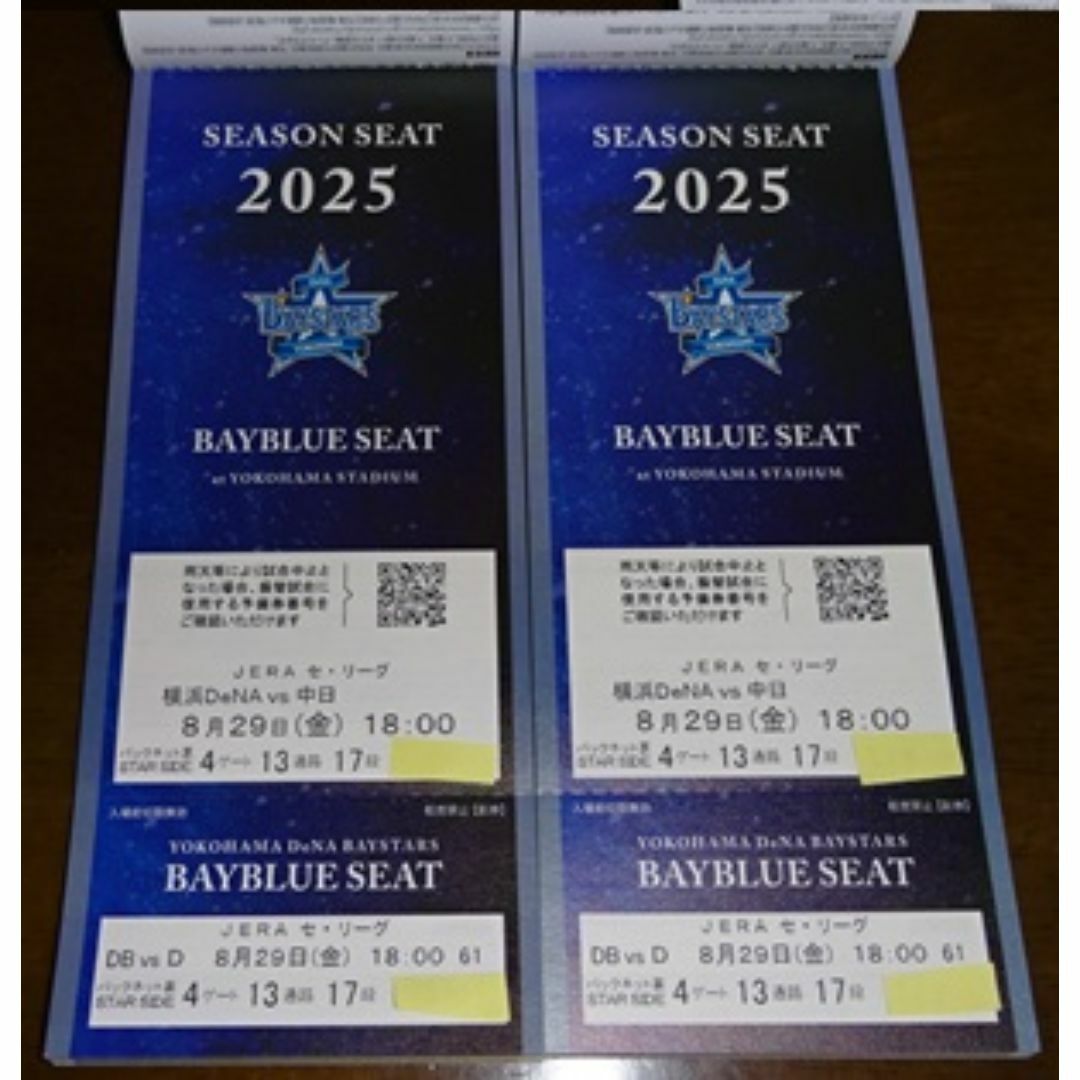 SEASON SEAT
2025
BAYSTARS
BAYBLUE SEAT
at YOKOHAMA STADIUM
雨天等により試合中止と
なった場合、振替試合に
使用する予備券番号を
ご確認いただけます
JERA セ・リーグ
横浜DeNA vs 中日
8月29日(金) 18:00
バックネット裏
STAR SIDE 4ゲート 13通路 17段
YOKOHAMA DeNA BAYSTARS
BAYBLUE SEAT
JERA セ・リーグ
DB vs D 8月29日(金) 18:00 61
バックネット裏
STAR SIDE 4ゲート 13通路 17段
SEASON SEAT
2025
BAYSTARS
BAYBLUE SEAT
at YOKOHAMA STADIUM
雨天等により試合中止と
なった場合、振替試合に
使用する予備券番号を
ご確認いただけます
JERA セ・リーグ
横浜DeNA vs 中日
8月29日(金) 18:00
バックネット裏
STAR SIDE 4ゲート 13通路 17段
YOKOHAMA DeNA BAYSTARS
BAYBLUE SEAT
JERA セ・リーグ
DB vs D 8月29日(金) 18:00 61
バックネット裏
STAR SIDE 4ゲート 13通路 17段